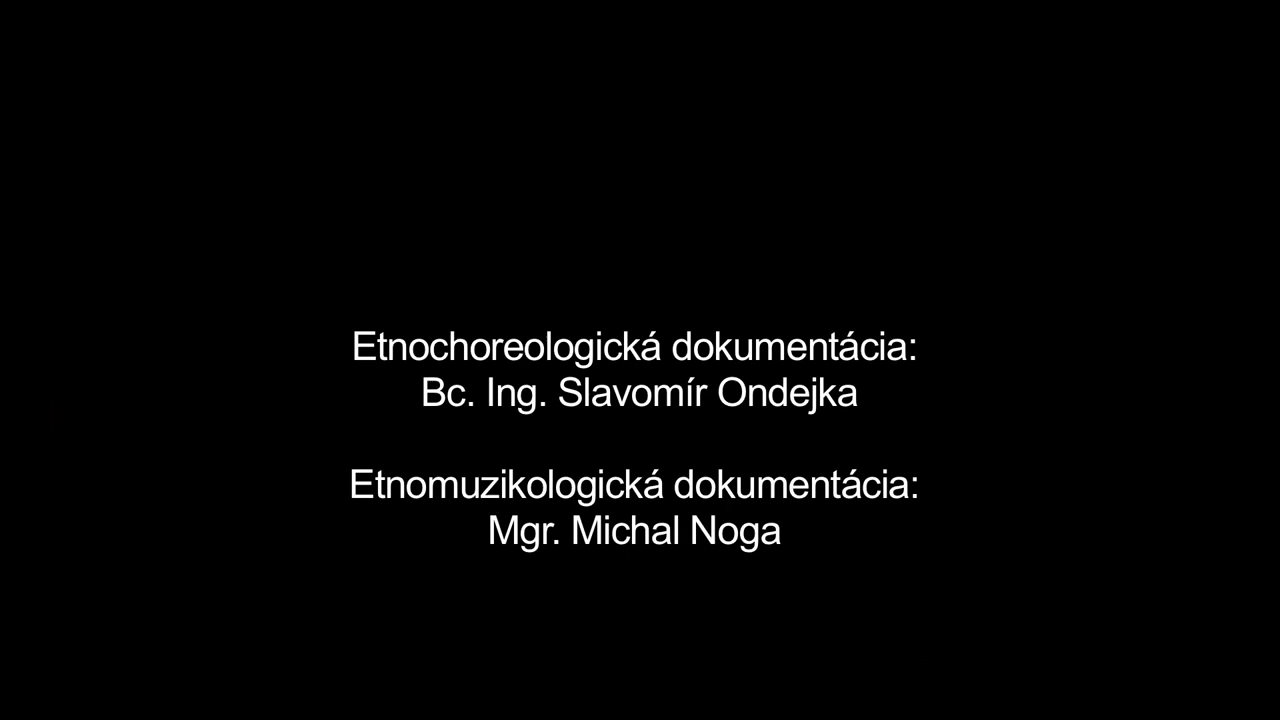 Etnochoreologická dokumentácia:
Bc. Ing. Slavomír Ondejka
Etnomuzikologická dokumentácia:
Mgr. Michal Noga